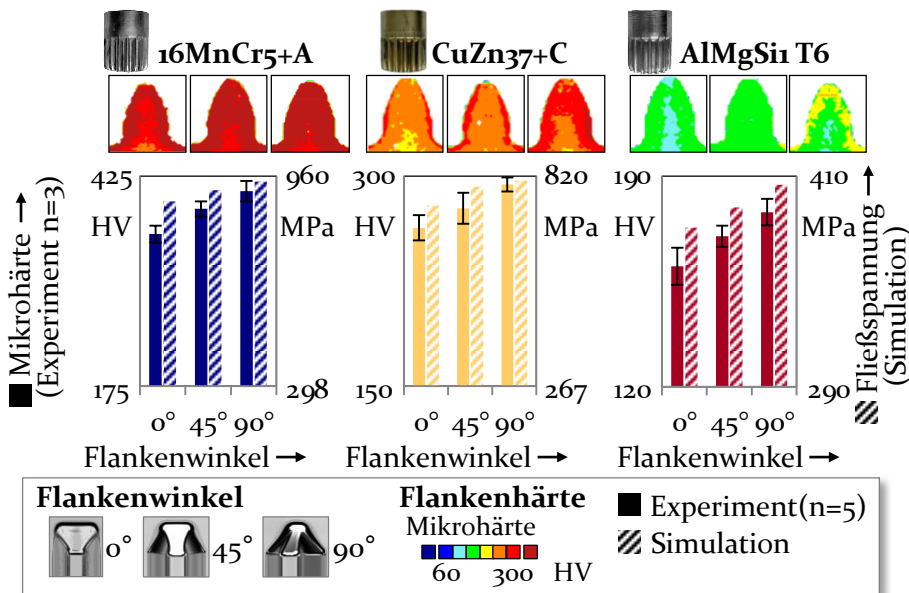 16MnCr5+A
CuZn37+C
AlMgSi1 T6
Mikrohärte →
(Experiment n=3)
425
HV
175
960
MPa
298
0° 45° 90°
Flankenwinkel →
300
HV
150
820
MPa
267
0° 45° 90°
Flankenwinkel →
190
HV
120
410
MPa
290
0° 45° 90°
Flankenwinkel →
Fließspannung →
(Simulation)
Flankenwinkel
0° 45° 90°
Flankenhärte
Mikrohärte
60 300 HV
Experiment(n=5)
Simulation